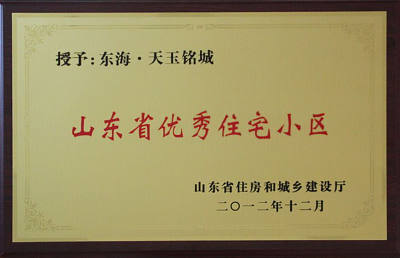 授予:东海·天玉铭城
山东省优秀住宅小区
山东省住房和城乡建设厅
二〇一二年十二月